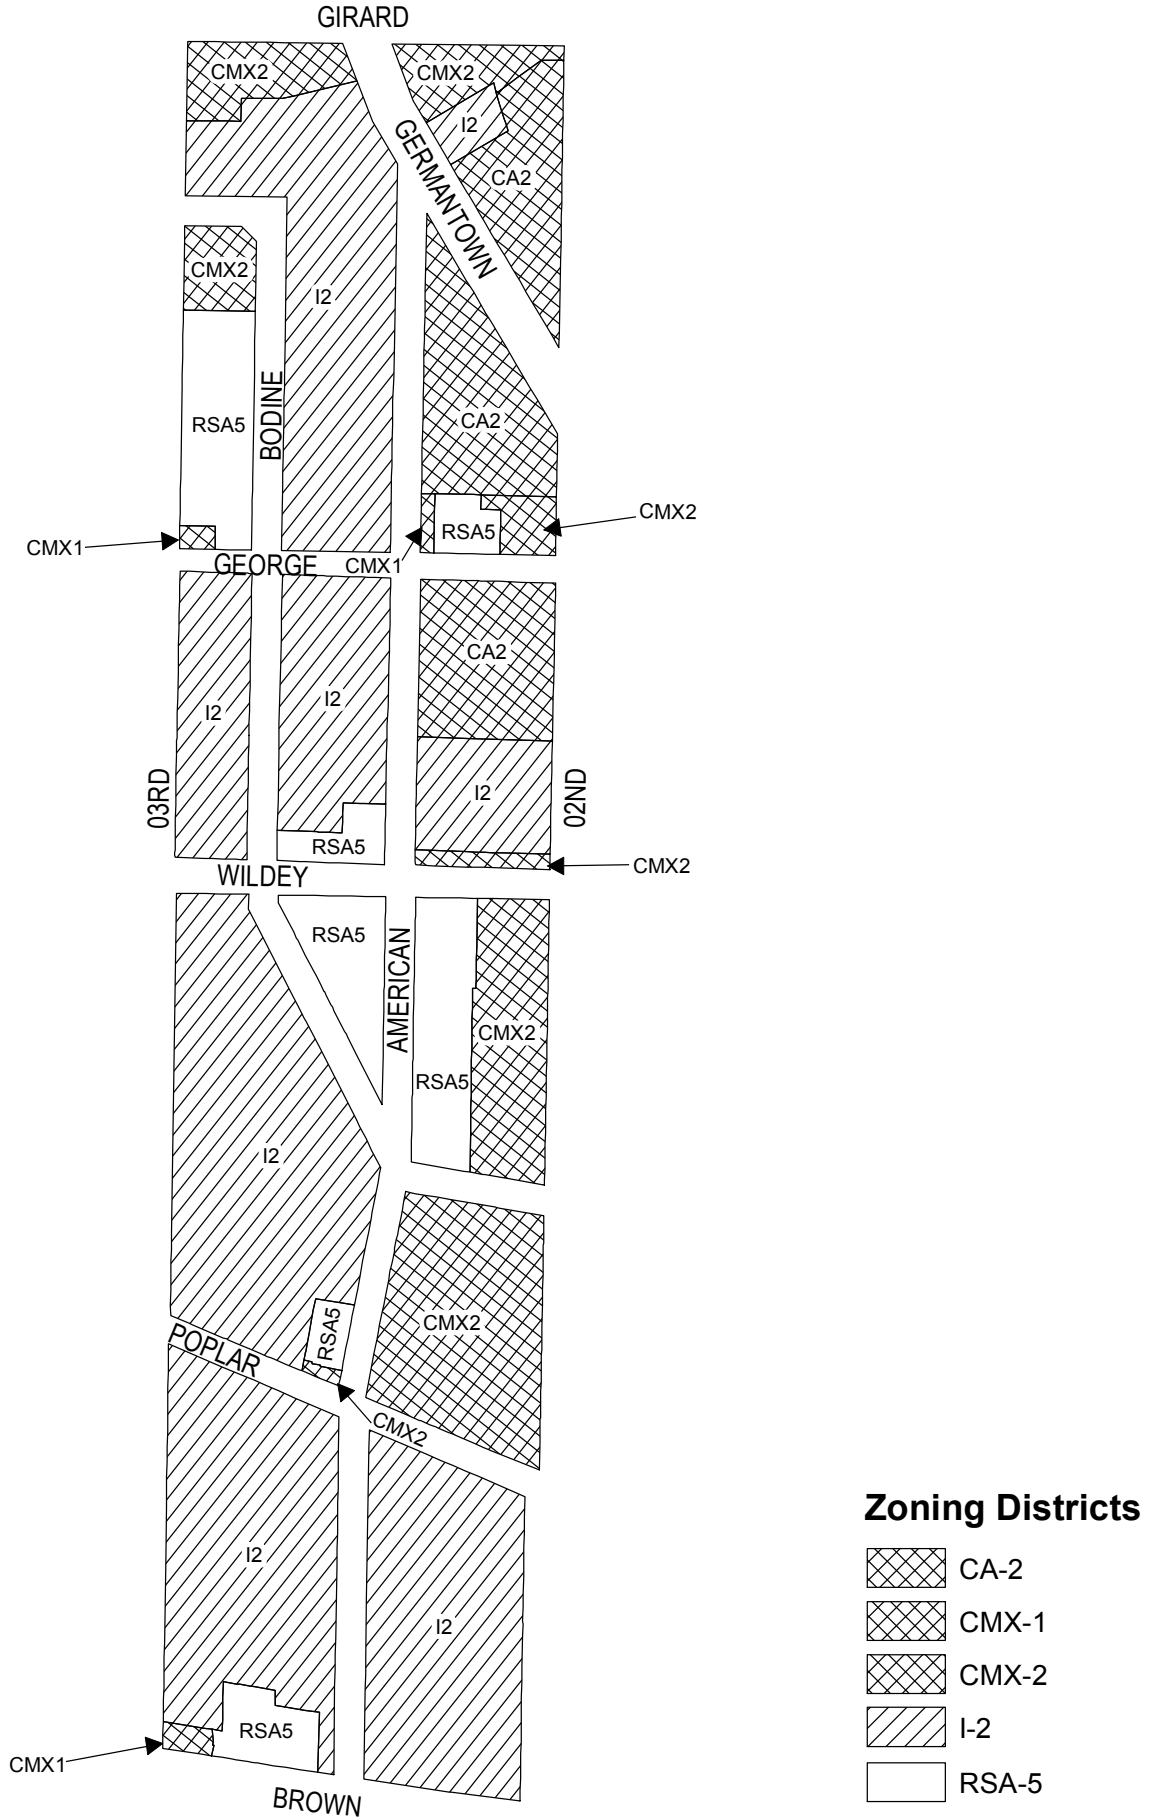 GIRARD
CMX2
CMX2
I2
GERMANTOWN
CA2
CMX2
I2
BODINE
RSA5
CA2
CMX2
RSA5
CMX1
GEORGE
CMX1
CA2
I2
I2
03RD
I2
02ND
RSA5
CMX2
WILDEY
RSA5
AMERICAN
CMX2
RSA5
I2
CMX2
RSA5
POPLAR
CMX2
I2
I2
RSA5
CMX1
BROWN
Zoning Districts
CA-2
CMX-1
CMX-2
I-2
RSA-5